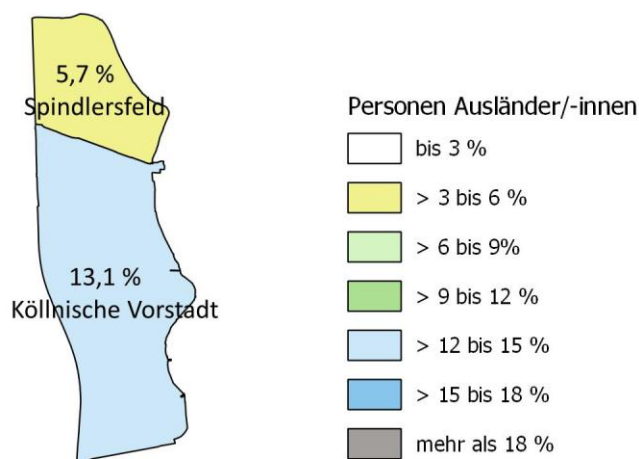 5,7 %
Spindlersfeld
13,1 %
Köllnische Vorstadt
Personen Ausländer/-innen
bis 3 %
> 3 bis 6 %
> 6 bis 9%
> 9 bis 12 %
> 12 bis 15 %
> 15 bis 18 %
mehr als 18 %